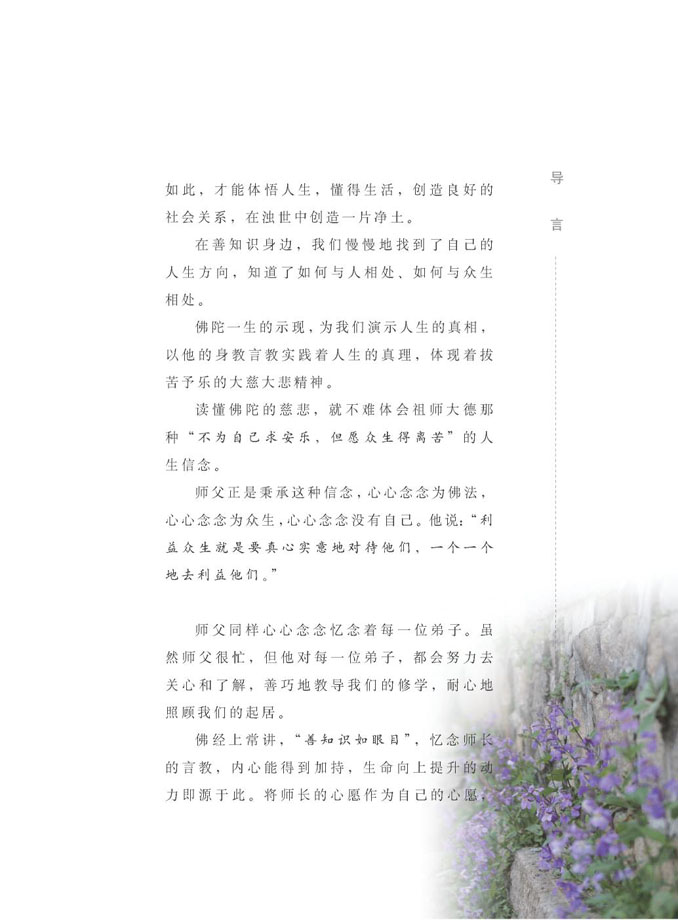 导言
如此，才能体悟人生，懂得生活，创造良好的
社会关系，在浊世中创造一片净土。
在善知识身边，我们慢慢地找到了自己的
人生方向，知道了如何与人相处、如何与众生
相处。
佛陀一生的示现，为我们演示人生的真相，
以他的身教言教实践着人生的真理，体现着拔
苦予乐的大慈大悲精神。
读懂佛陀的慈悲，就不难体会祖师大德那
种“不为自己求安乐，但愿众生得离苦”的人
生信念。
师父正是秉承这种信念，心心念念为佛法，
心心念念为众生，心心念念没有自己。他说：“利
益众生就是要真心实意地对待他们，一个一个
地去利益他们。”
师父同样心心念念忆念着每一位弟子。虽
然师父很忙，但他对每一位弟子，都会努力去
关心和了解，善巧地教导我们的修学，耐心地
照顾我们的起居。
佛经上常讲，“善知识如眼目”，忆念师长
的言教，内心能得到加持，生命向上提升的动
力即源于此。将师长的心愿作为自己的心愿，